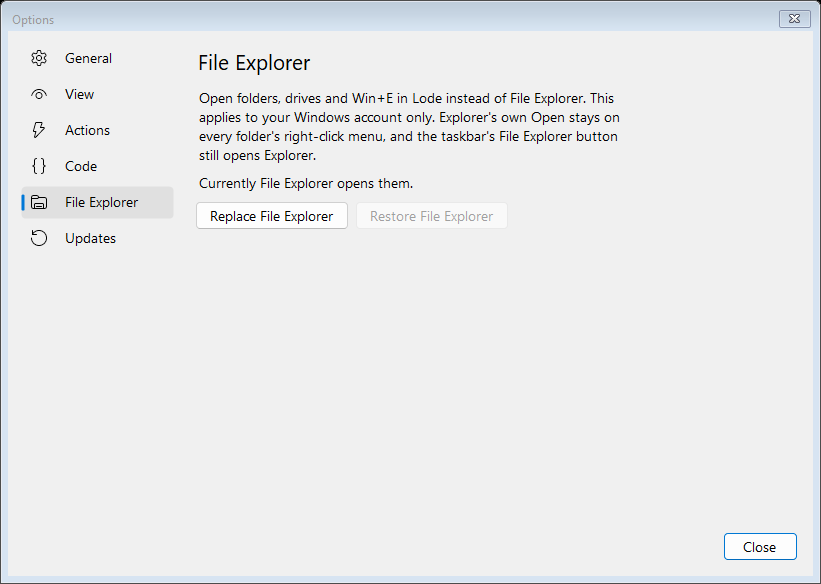 Options
General
View
Actions
Code
File Explorer
Updates
File Explorer
Open folders, drives and Win+E in Lode instead of File Explorer. This
applies to your Windows account only. Explorer's own Open stays on
every folder's right-click menu, and the taskbar's File Explorer button
still opens Explorer.
Currently File Explorer opens them.
Replace File Explorer
Restore File Explorer
Close